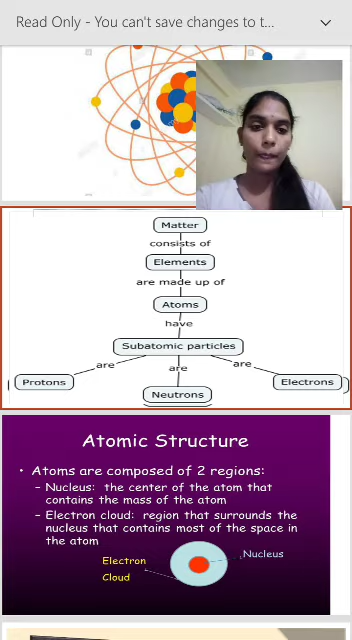 Read Only - You can't save changes to t...
Matter
consists of
Elements
are made up of
Atoms
have
Subatomic particles
are are are
Protons Neutrons Electrons
Atomic Structure
• Atoms are composed of 2 regions:
– Nucleus: the center of the atom that
contains the mass of the atom
– Electron cloud: region that surrounds the
nucleus that contains most of the space in
the atom
Nucleus
Electron
Cloud